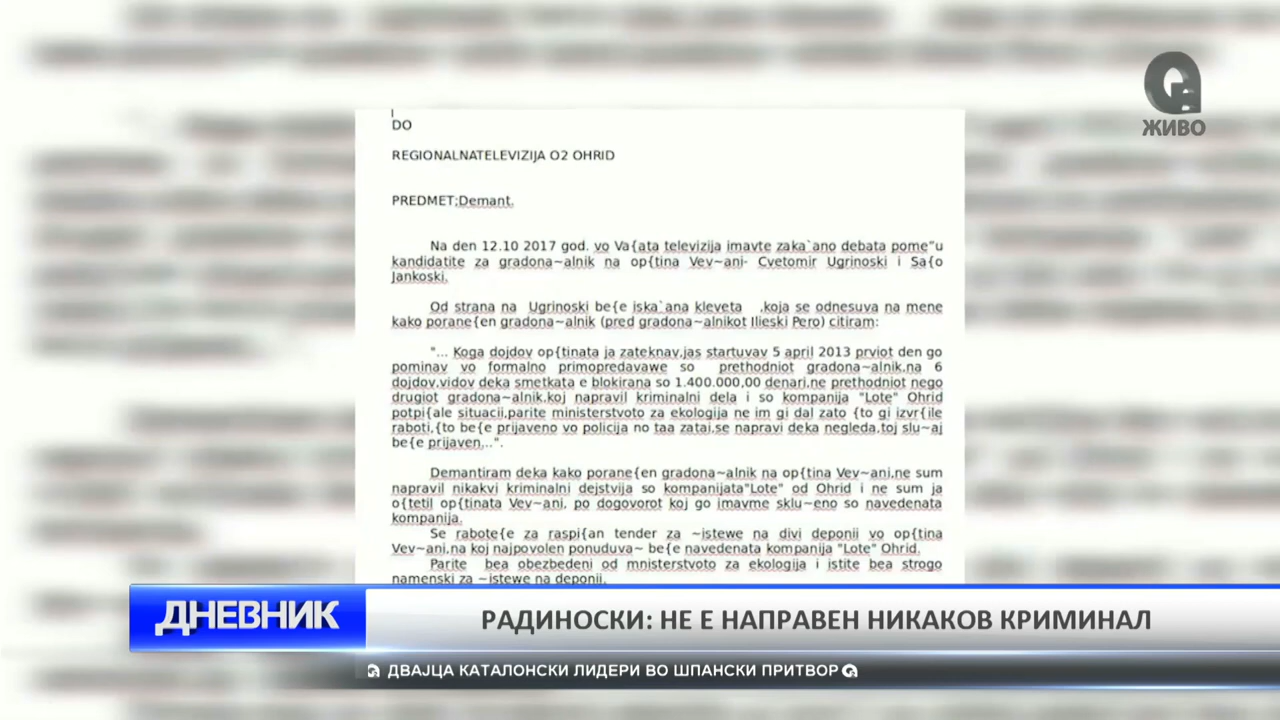 ЖИВО
DO
REGIONALNATELEVIZIJA O2 OHRID
PREDMET;Demant.
Na den 12.10 2017 god. vo Va{ata televizija imavte zaka`ano debata pome”u
kandidatite za gradona~alnik na op{tina Vev~ani- Cvetomir Ugrinoski i Sa{o
Jankoski.
Od strana na Ugrinoski be{e iska`ana kleveta ,koja se odnesuva na mene
kako porane{en gradona~alnik (pred gradona~alnikot Ilieski Pero) citiram:
"... Koga dojdov op{tinata ja zateknav,jas startuvav 5 april 2013 prviot den go
pominav vo formalno primopredavawe so prethodniot gradona~alnik.na 6
dojdov,vidov deka smetkata e blokirana so 1.400.000,00 denari.ne prethodniot nego
drugiot gradona~alnik.koj napravil kriminalni dela i so kompanija "Lote" Ohrid
potpi{ale situacii,parite ministerstvoto za ekologija ne im gi dal zato {to gi izvr{ile
raboti,{to be{e prijaveno vo policija no taa zatai,se napravi deka negleda,toj slu~aj
be{e prijaven,..".
Demantiram deka kako porane{en gradona~alnik na op{tina Vev~ani,ne sum
napravil nikakvi kriminalni dejstvija so kompanijata"Lote" od Ohrid i ne sum ja
o{tetil op{tinata Vev~ani, po dogovorot koj go imavme sklu~eno so navedenata
kompanija.
Se rabote{e za raspi{an tender za ~istewe na divi deponii vo op{tina
Vev~ani,na koj najpovolen ponuduva~ be{e navedenata kompanija "Lote" Ohrid.
Parite bea obezbedeni od mnisterstvoto za ekologija i istite bea strogo
namenski za ~istewe na deponii.
ДНЕВНИК
РАДИНОСКИ: НЕ Е НАПРАВЕН НИКАКОВ КРИМИНАЛ
ДВАЈЦА КАТАЛОНСКИ ЛИДЕРИ ВО ШПАНСКИ ПРИТВОР